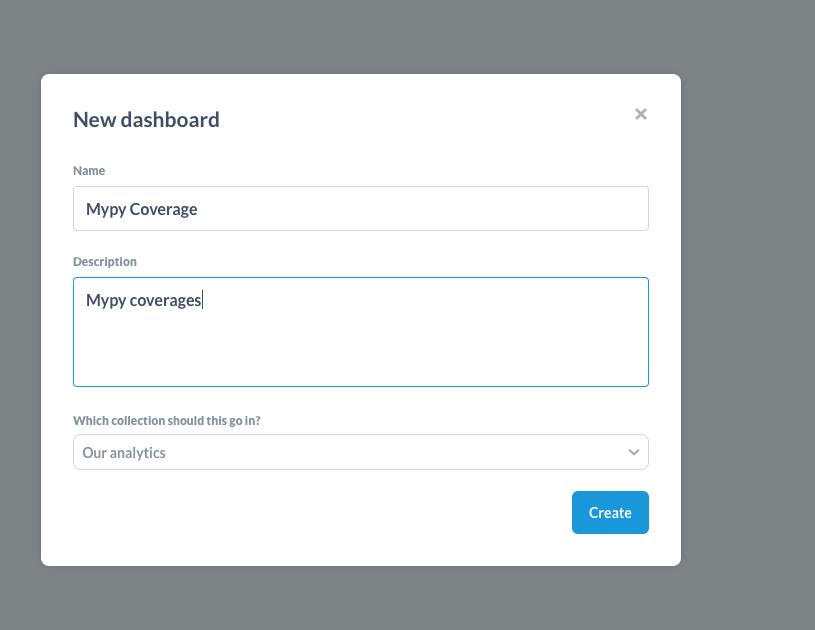 New dashboard
Name
Mypy Coverage
Description
Mypy coverages
Which collection should this go in?
Our analytics
Create